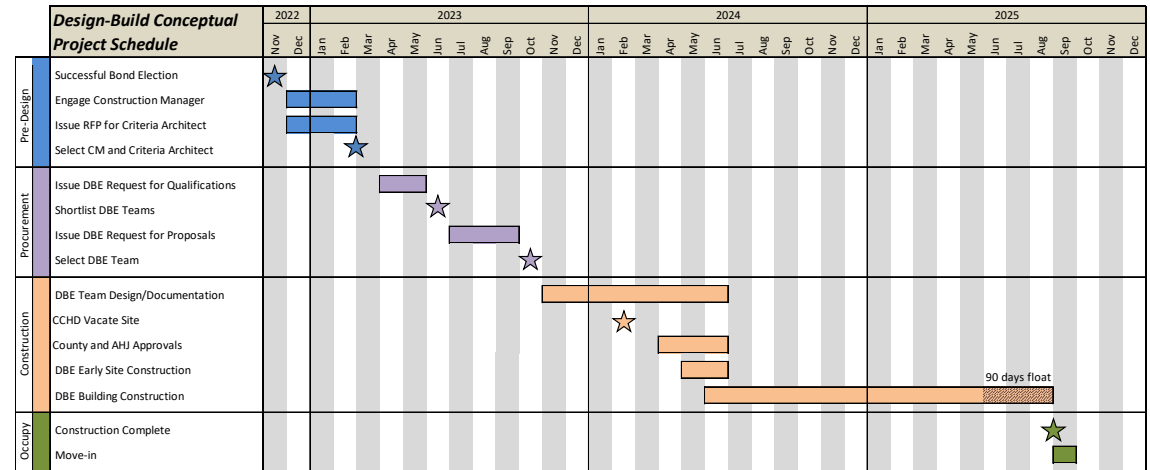 Design-Build Conceptual
Project Schedule
2022 2023 2024 2025
Nov Dec Jan Feb Mar Apr May Jun Jul Aug Sep Oct Nov Dec Jan Feb Mar Apr May Jun Jul Aug Sep Oct Nov Dec Jan Feb Mar Apr May Jun Jul Aug Sep Oct Nov Dec
Pre-Design
Successful Bond Election
Engage Construction Manager
Issue RFP for Criteria Architect
Select CM and Criteria Architect
Procurement
Issue DBE Request for Qualifications
Shortlist DBE Teams
Issue DBE Request for Proposals
Select DBE Team
Construction
DBE Team Design/Documentation
CCHD Vacate Site
County and AHJ Approvals
DBE Early Site Construction
90 days float
DBE Building Construction
Occupy
Construction Complete
Move-in